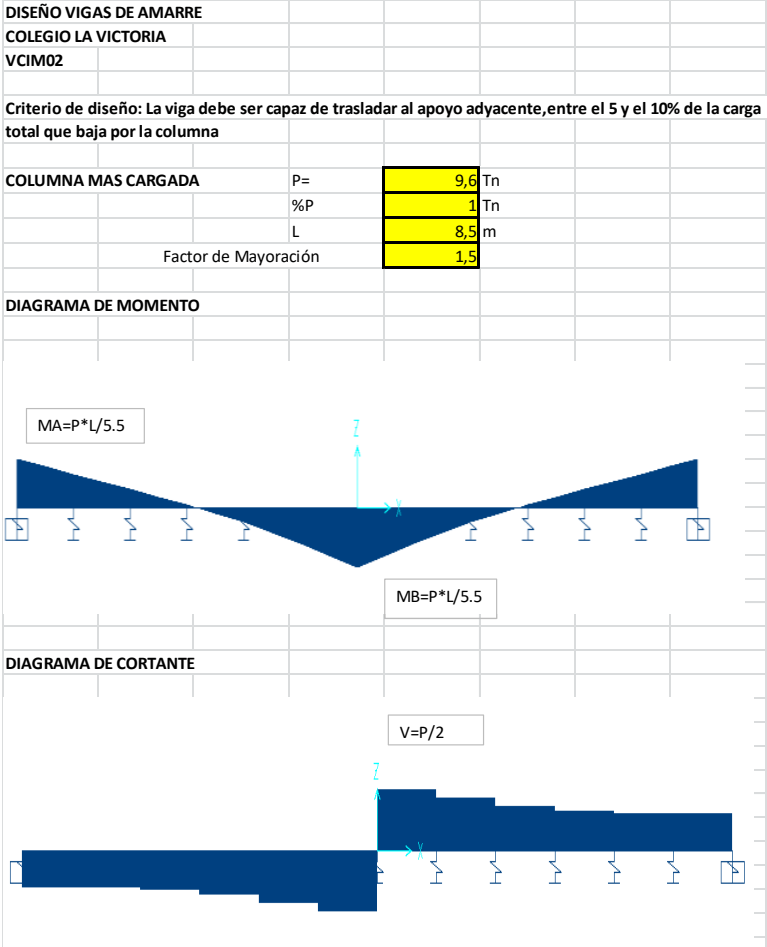 DISEÑO VIGAS DE AMARRE
COLEGIO LA VICTORIA
VCIM02
Criterio de diseño: La viga debe ser capaz de trasladar al apoyo adyacente,entre el 5 y el 10% de la carga
total que baja por la columna
COLUMNA MAS CARGADA P= 9,6 Tn
%P 1 Tn
L 8,5 m
Factor de Mayoración 1,5
DIAGRAMA DE MOMENTO
MA=P*L/5.5
Z
X
MB=P*L/5.5
DIAGRAMA DE CORTANTE
V=P/2
Z
X